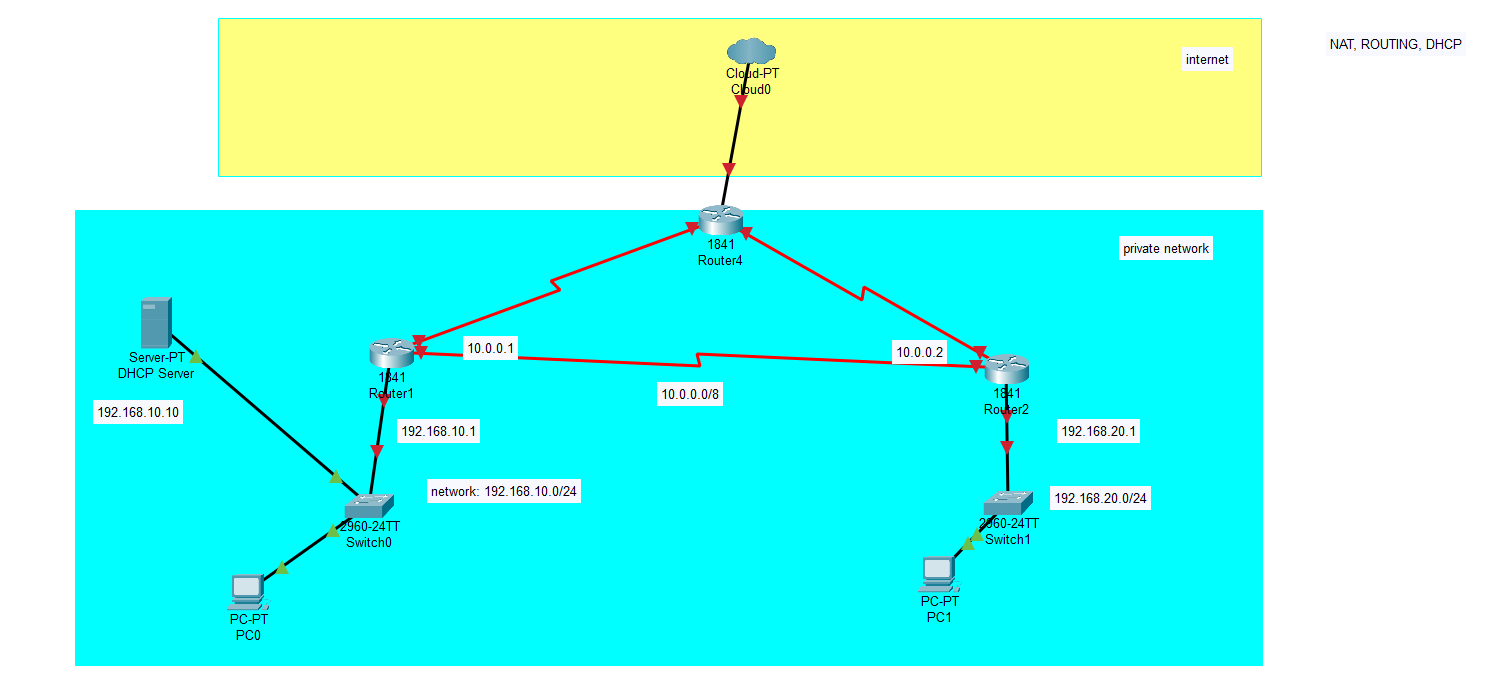 NAT, ROUTING, DHCP
internet
Cloud-PT
Cloud0
private network
1841
Router4
Server-PT
DHCP Server
192.168.10.10
10.0.0.1
10.0.0.2
1841
Router1
10.0.0.0/8
1841
Router2
192.168.10.1
192.168.20.1
network: 192.168.10.0/24
192.168.20.0/24
2960-24TT
Switch0
2960-24TT
Switch1
PC-PT
PC0
PC-PT
PC1